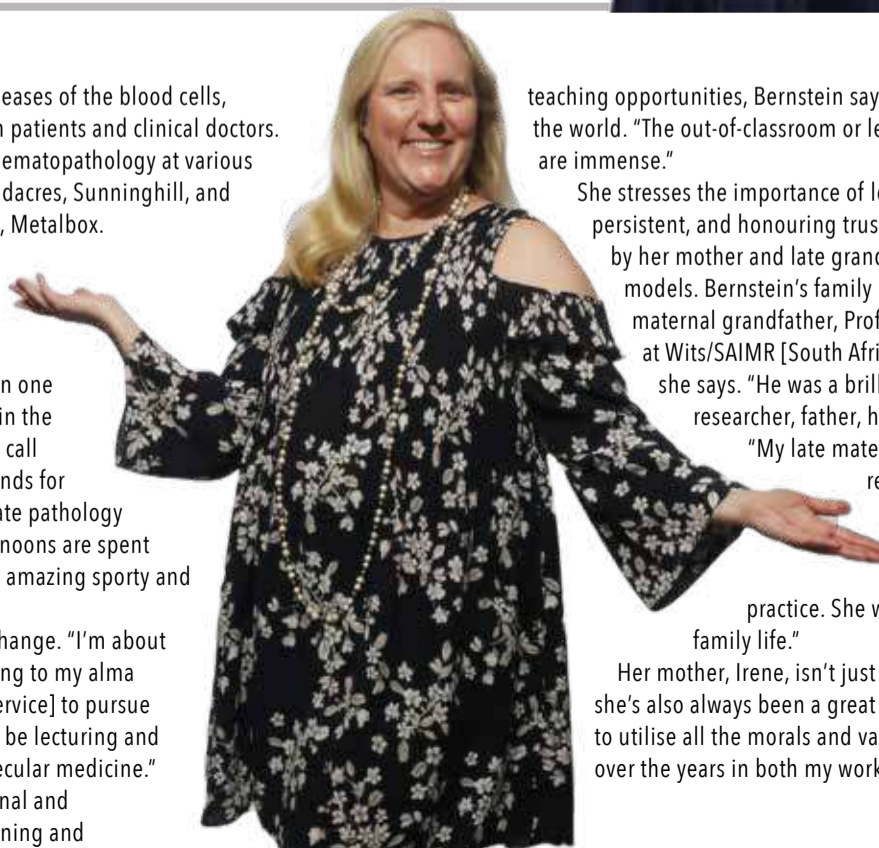 eases of the blood cells,
n patients and clinical doctors.
ematopathology at various
dacres, Sunninghill, and
, Metalbox.
n one
in the
call
nds for
ate pathology
noons are spent
amazing sporty and
hange. "I'm about
ng to my alma
ervice] to pursue
be lecturing and
ecular medicine."
nal and
ning and
teaching opportunities, Bernstein say
the world. "The out-of-classroom or le
are immense."
She stresses the importance of l
persistent, and honouring trus
by her mother and late grand
models. Bernstein's family
maternal grandfather, Prof
at Wits/SAIMR [South Afri
she says. "He was a brill
researcher, father, h
"My late mate
re
practice. She w
family life."
Her mother, Irene, isn't just
she's also always been a great
to utilise all the morals and va
over the years in both my work